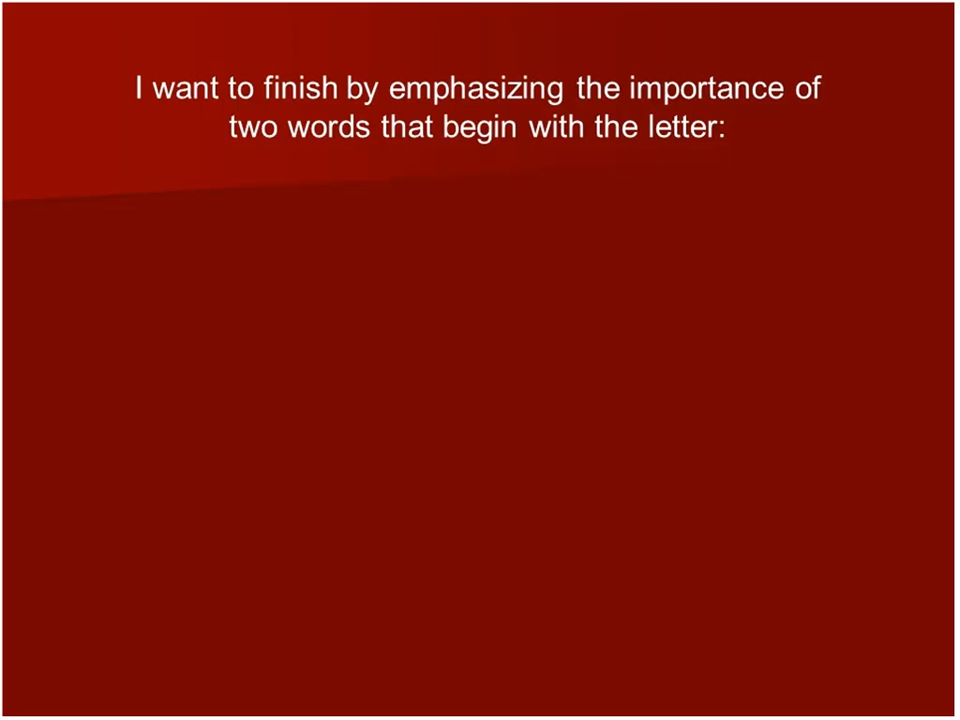 I want to finish by emphasizing the importance of
two words that begin with the letter: